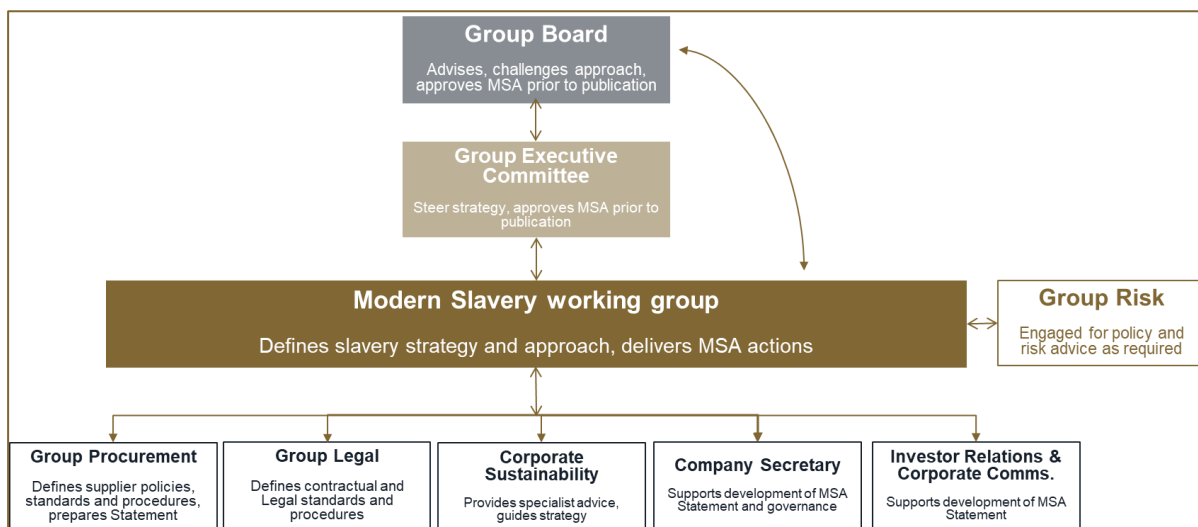 Group Board
Advises, challenges approach,
approves MSA prior to publication
Group Executive
Committee
Steer strategy, approves MSA prior to
publication
Modern Slavery working group
Defines slavery strategy and approach, delivers MSA actions
Group Risk
Engaged for policy and
risk advice as required
Group Procurement
Defines supplier policies,
standards and procedures,
prepares Statement
Group Legal
Defines contractual and
Legal standards and
procedures
Corporate
Sustainability
Provides specialist advice,
guides strategy
Company Secretary
Supports development of MSA
Statement and governance
Investor Relations &
Corporate Comms.
Supports development of MSA
Statement